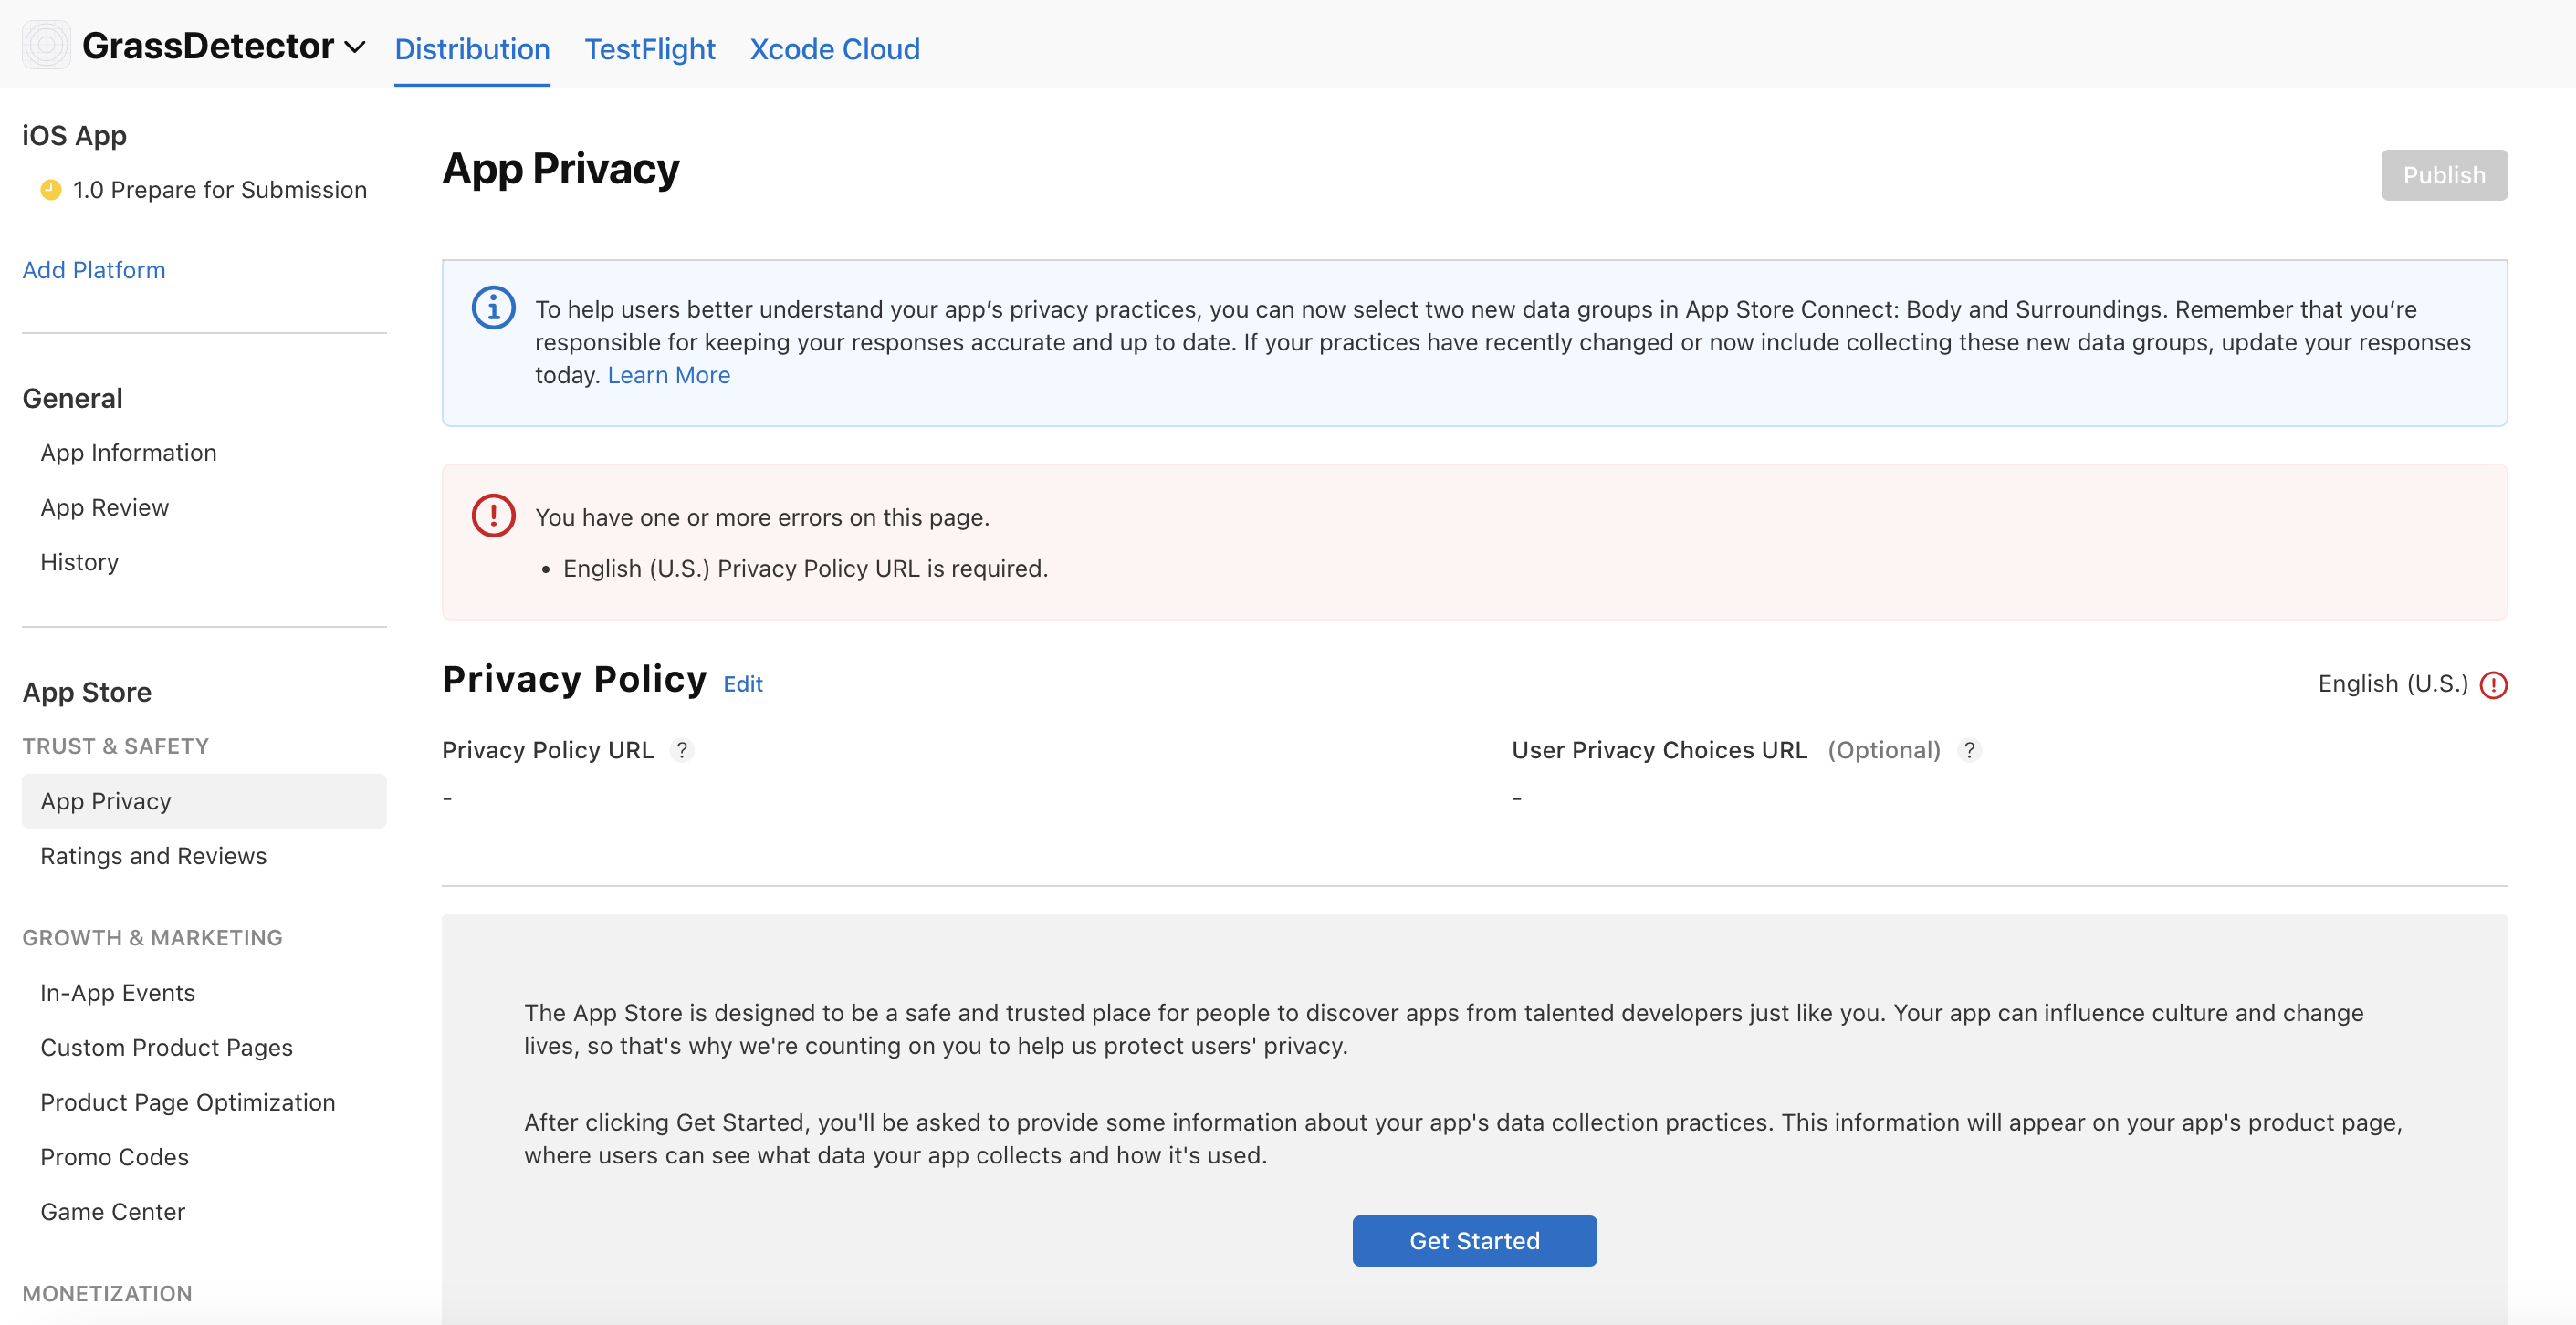 GrassDetector
Distribution
TestFlight
Xcode Cloud
iOS App
1.0 Prepare for Submission
Add Platform
General
App Information
App Review
History
App Store
TRUST & SAFETY
App Privacy
Ratings and Reviews
GROWTH & MARKETING
In-App Events
Custom Product Pages
Product Page Optimization
Promo Codes
Game Center
MONETIZATION
App Privacy
Publish
To help users better understand your app’s privacy practices, you can now select two new data groups in App Store Connect: Body and Surroundings. Remember that you’re
responsible for keeping your responses accurate and up to date. If your practices have recently changed or now include collecting these new data groups, update your responses
today. Learn More
You have one or more errors on this page.
• English (U.S.) Privacy Policy URL is required.
Privacy Policy Edit
English (U.S.)
Privacy Policy URL ?
-
User Privacy Choices URL (Optional) ?
-
The App Store is designed to be a safe and trusted place for people to discover apps from talented developers just like you. Your app can influence culture and change
lives, so that's why we're counting on you to help us protect users' privacy.
After clicking Get Started, you'll be asked to provide some information about your app's data collection practices. This information will appear on your app's product page,
where users can see what data your app collects and how it's used.
Get Started